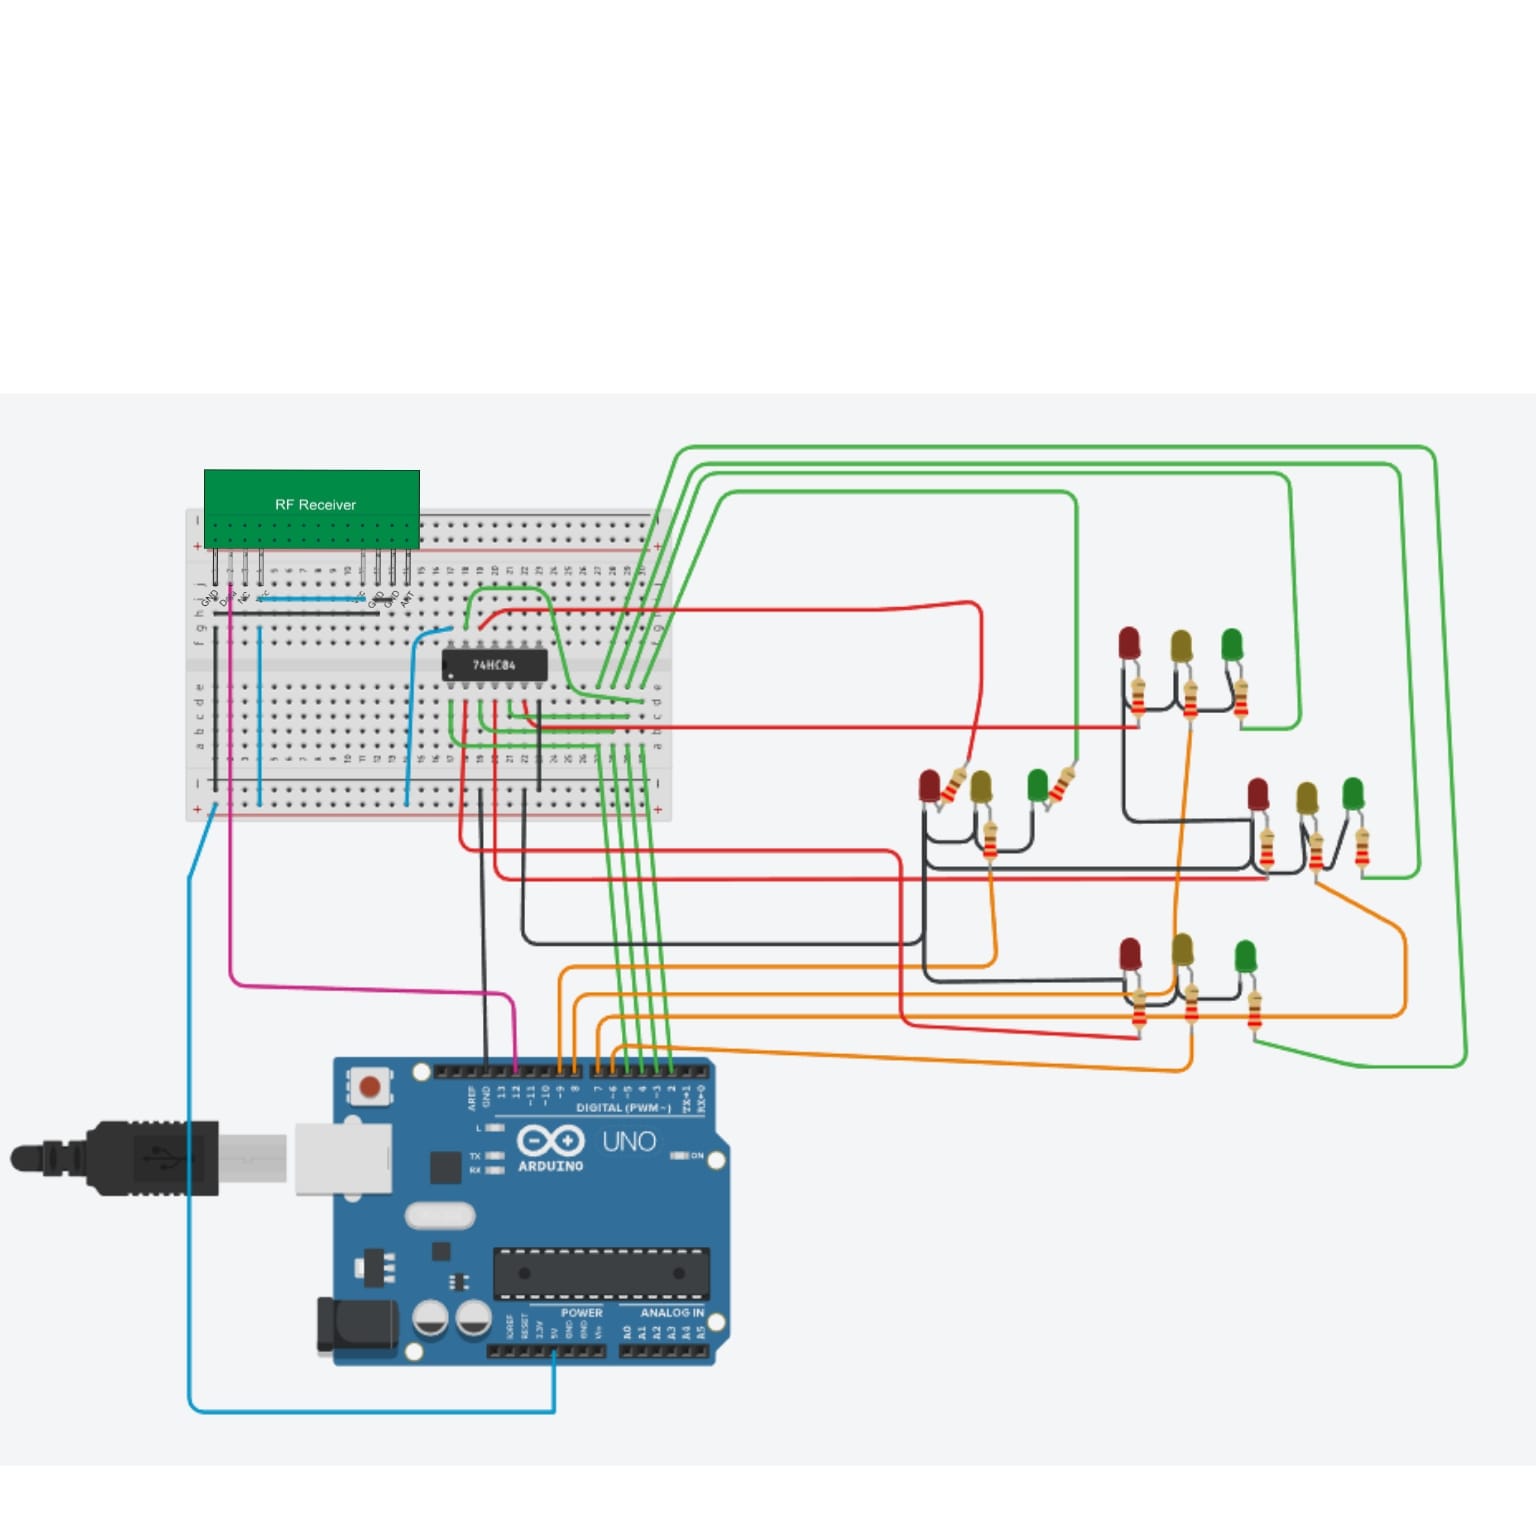 RF Receiver
GND Data NC Vcc Vcc GND GND ANT
74HC04
AREF GND 13 12 ~11 ~10 ~9 8 7 ~6 ~5 4 ~3 2 TX→1 RX←0
DIGITAL (PWM~)
L
TX
RX
ARDUINO
UNO
ON
POWER
ANALOG IN
IOREF RESET 3.3V 5V GND GND Vin A0 A1 A2 A3 A4 A5